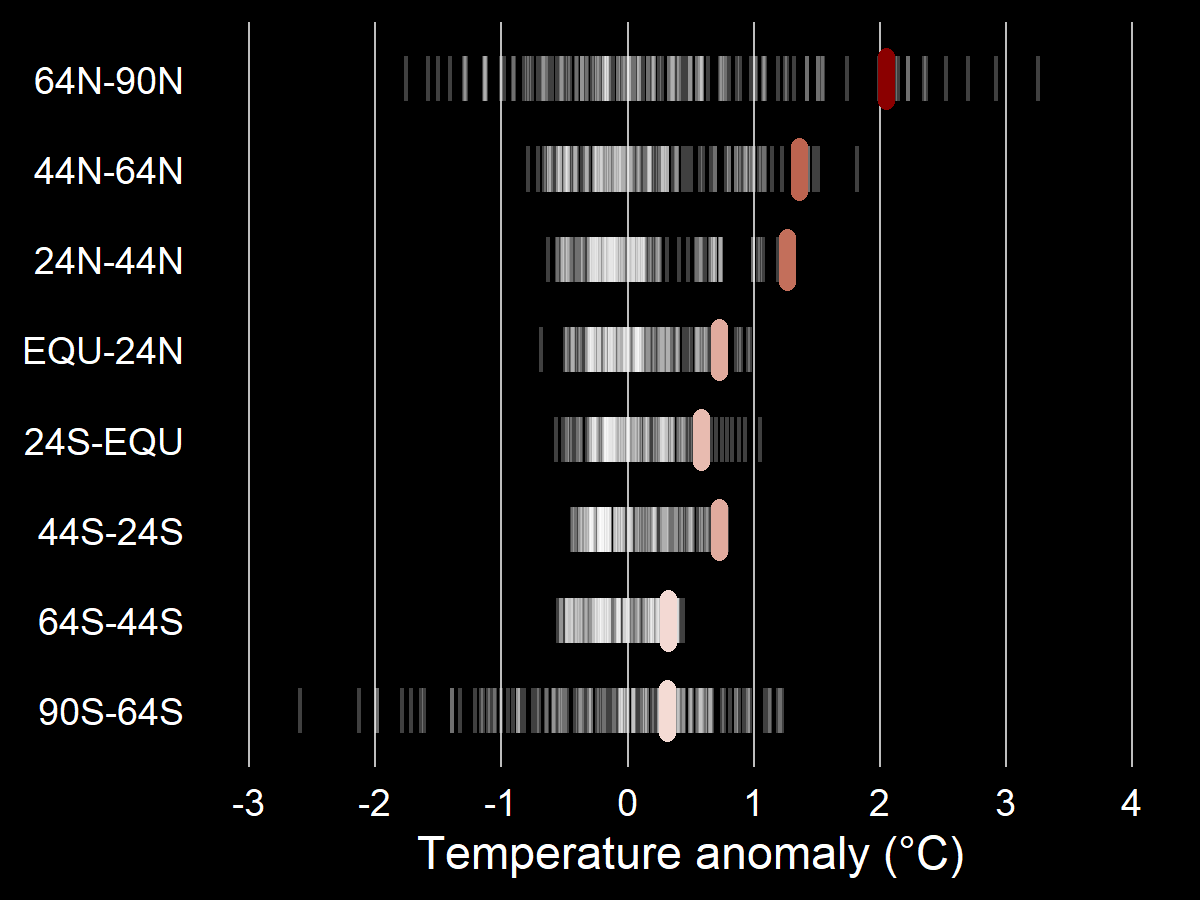 64N-90N
44N-64N
24N-44N
EQU-24N
24S-EQU
44S-24S
64S-44S
90S-64S
-3 -2 -1 0 1 2 3 4
Temperature anomaly (°C)